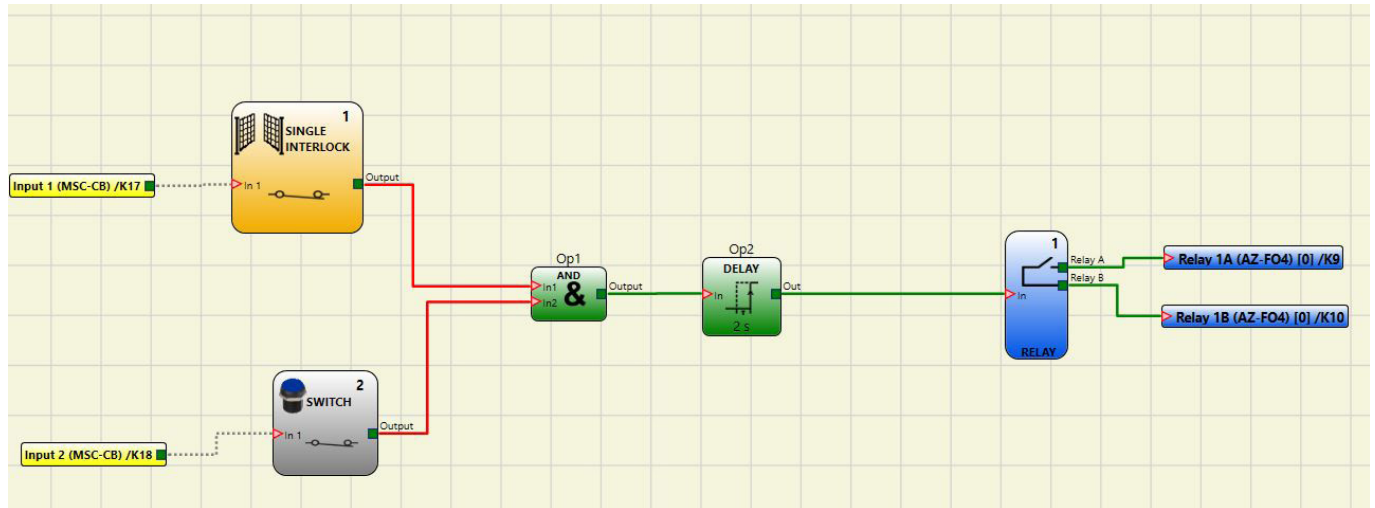 1
SINGLE
INTERLOCK
Input 1 (MSC-CB) /K17
In 1
Output
Op1
AND
In1
&
In2
Output
Op2
DELAY
In
Out
2 s
1
Relay A
Relay B
In
RELAY
Relay 1A (AZ-FO4) [0] /K9
Relay 1B (AZ-FO4) [0] /K10
2
SWITCH
Input 2 (MSC-CB) /K18
In 1
Output